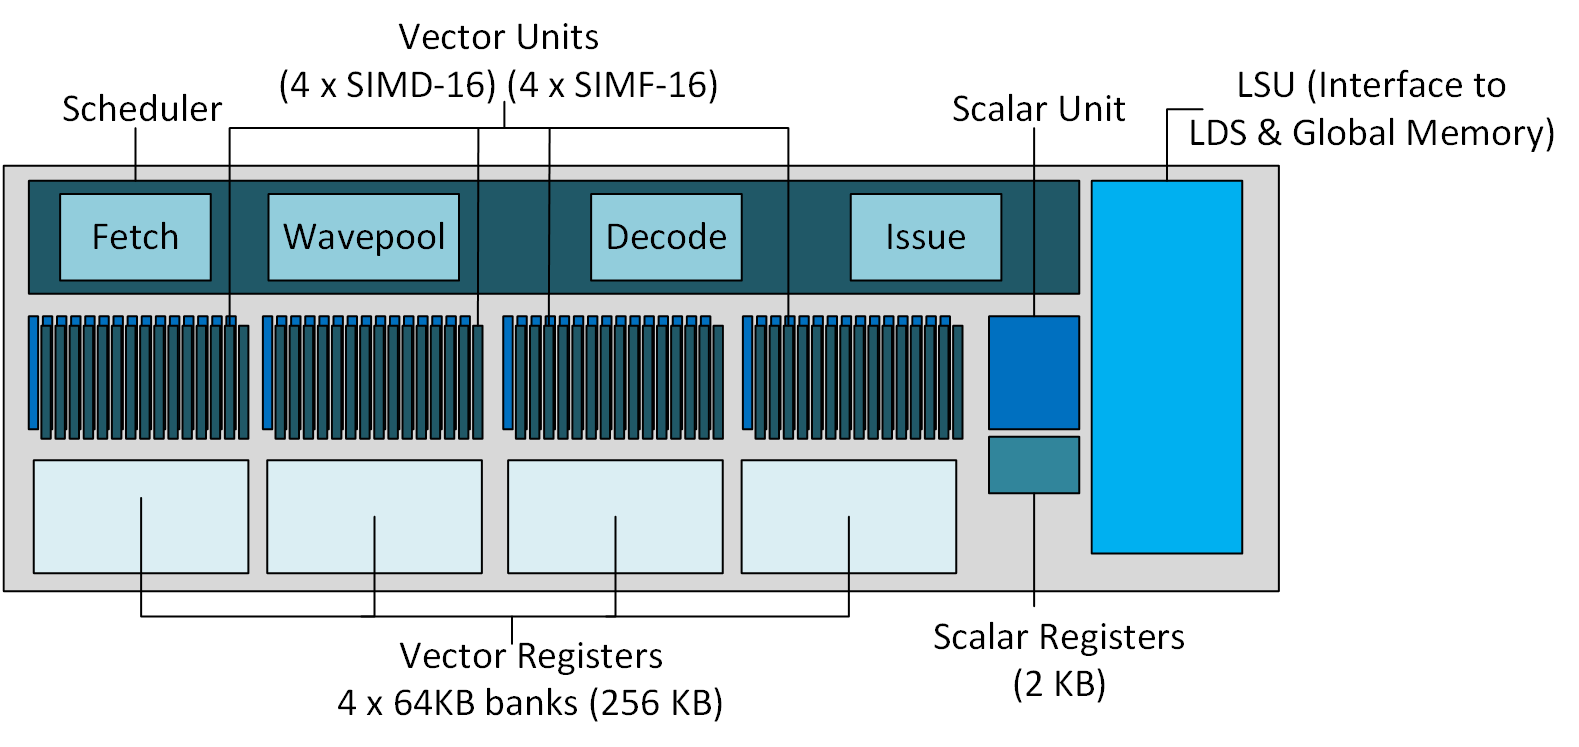 Vector Units
(4 x SIMD-16) (4 x SIMF-16)
Scheduler
Scalar Unit
LSU (Interface to
LDS & Global Memory)
Fetch
Wavepool
Decode
Issue
Vector Registers
4 x 64KB banks (256 KB)
Scalar Registers
(2 KB)